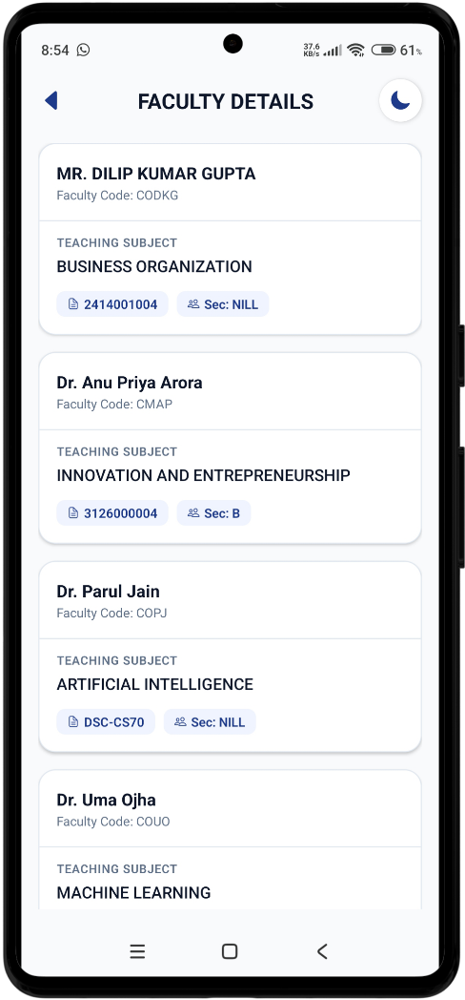 8:54
37.6
KB/s
61%
FACULTY DETAILS
MR. DILIP KUMAR GUPTA
Faculty Code: CODKG
TEACHING SUBJECT
BUSINESS ORGANIZATION
2414001004 Sec: NILL
Dr. Anu Priya Arora
Faculty Code: CMAP
TEACHING SUBJECT
INNOVATION AND ENTREPRENEURSHIP
3126000004 Sec: B
Dr. Parul Jain
Faculty Code: COPJ
TEACHING SUBJECT
ARTIFICIAL INTELLIGENCE
DSC-CS70 Sec: NILL
Dr. Uma Ojha
Faculty Code: COUO
TEACHING SUBJECT
MACHINE LEARNING